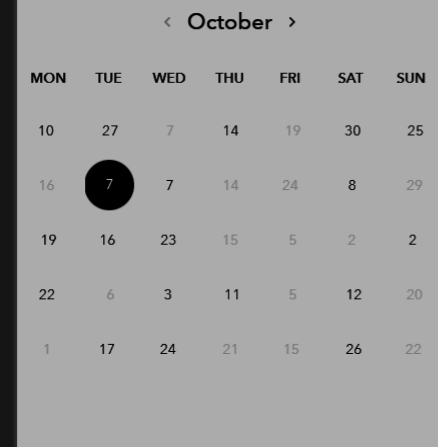 ‹ October ›
MON TUE WED THU FRI SAT SUN
10 27 7 14 19 30 25
16 7 7 14 24 8 29
19 16 23 15 5 2 2
22 6 3 11 5 12 20
1 17 24 21 15 26 22